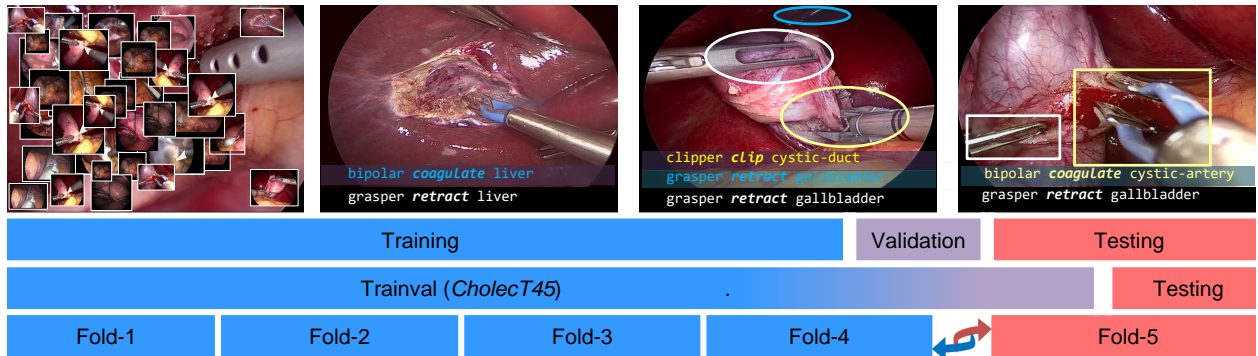 bipolar coagulate liver
grasper retract liver
clipper clip cystic-duct
grasper retract gallbladder
grasper retract gallbladder
bipolar coagulate cystic-artery
grasper retract gallbladder
Training Validation Testing
Trainval (CholecT45) . Testing
Fold-1 Fold-2 Fold-3 Fold-4 Fold-5